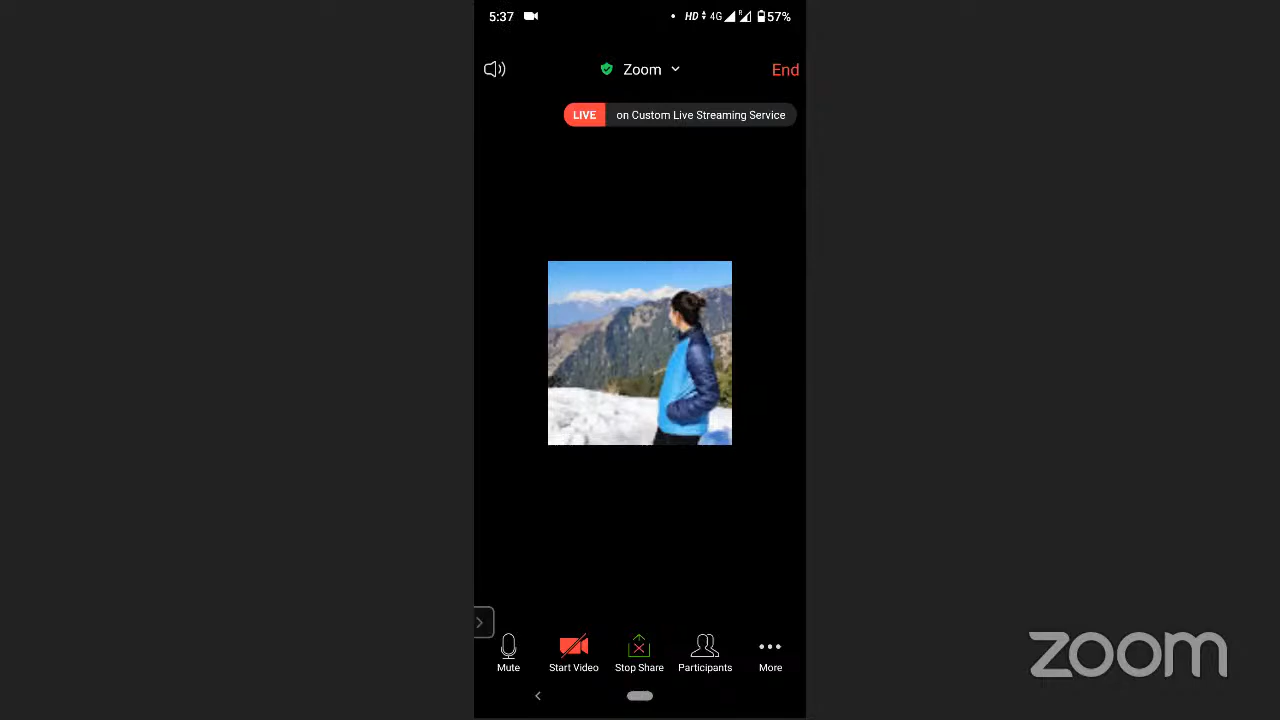 5:37
HD 4G R 57%
Zoom
End
LIVE on Custom Live Streaming Service
Mute
Start Video
Stop Share
Participants
More
zoom